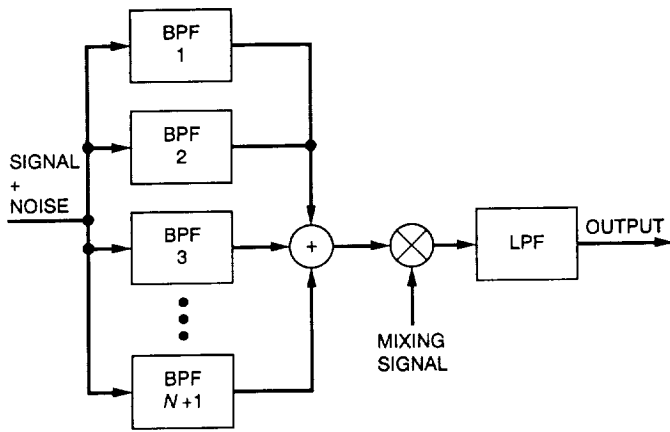 BPF
1
BPF
2
SIGNAL
+
NOISE
BPF
3
+
LPF
OUTPUT
MIXING
SIGNAL
BPF
N+1